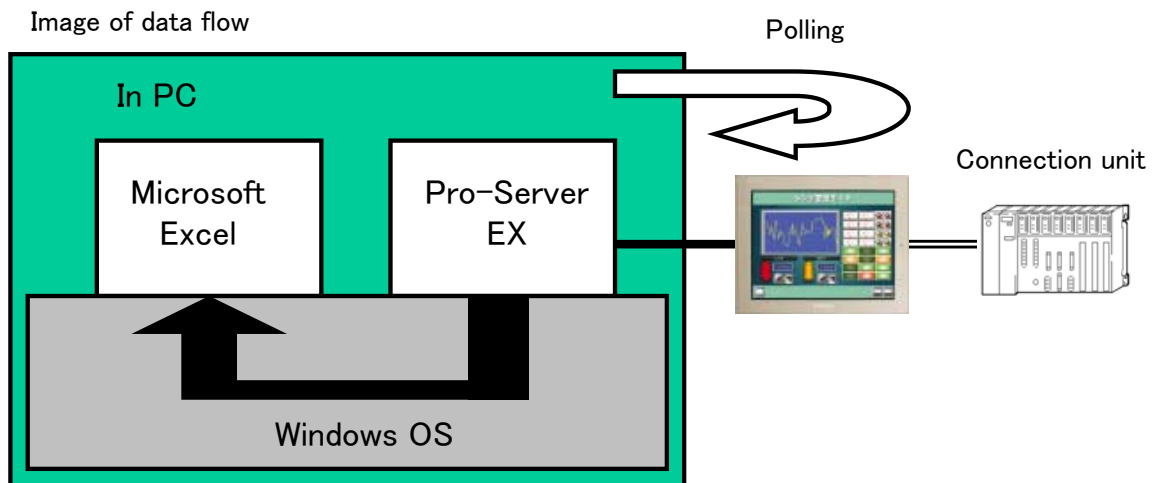 Image of data flow
Polling
In PC
Connection unit
Microsoft
Excel
Pro-Server
EX
Windows OS